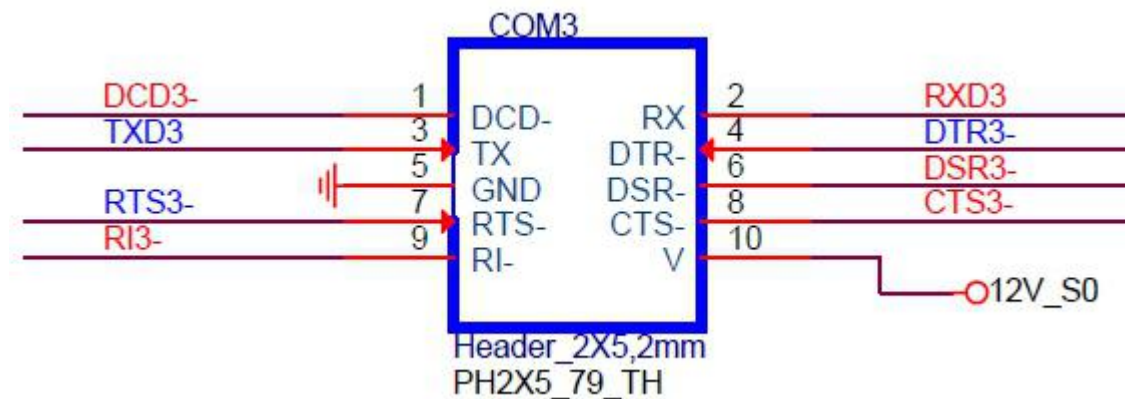 COM3
DCD3- 1 DCD- RX 2 RXD3
TXD3 3 TX DTR- 4 DTR3-
5 GND DSR- 6 DSR3-
RTS3- 7 RTS- CTS- 8 CTS3-
RI3- 9 RI- V 10
12V_S0
Header_2X5,2mm
PH2X5_79_TH